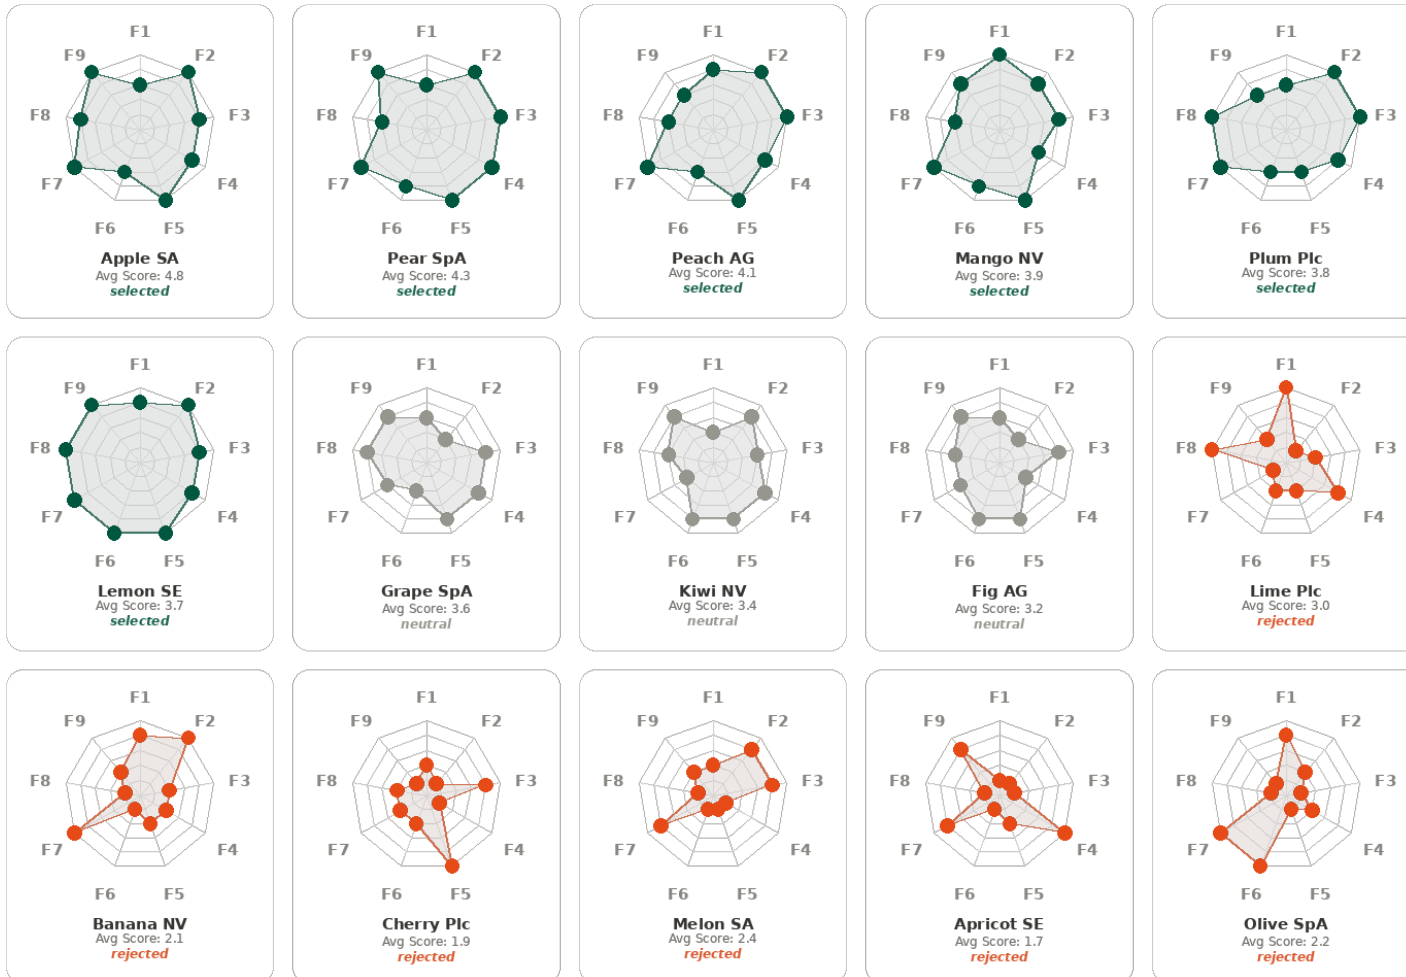 F1 F1 F1 F1 F1
F9 F2 F9 F2 F9 F2 F9 F2 F9 F2
F8 F3 F8 F3 F8 F3 F8 F3 F8 F3
F7 F4 F7 F4 F7 F4 F7 F4 F7 F4
F6 F5 F6 F5 F6 F5 F6 F5 F6 F5
Apple SA Pear SpA Peach AG Mango NV Plum Plc
Avg Score: 4.8 Avg Score: 4.3 Avg Score: 4.1 Avg Score: 3.9 Avg Score: 3.8
selected selected selected selected selected
F1 F1 F1 F1 F1
F9 F2 F9 F2 F9 F2 F9 F2 F9 F2
F8 F3 F8 F3 F8 F3 F8 F3 F8 F3
F7 F4 F7 F4 F7 F4 F7 F4 F7 F4
F6 F5 F6 F5 F6 F5 F6 F5 F6 F5
Lemon SE Grape SpA Kiwi NV Fig AG Lime Plc
Avg Score: 3.7 Avg Score: 3.6 Avg Score: 3.4 Avg Score: 3.2 Avg Score: 3.0
selected neutral neutral neutral rejected
F1 F1 F1 F1 F1
F9 F2 F9 F2 F9 F2 F9 F2 F9 F2
F8 F3 F8 F3 F8 F3 F8 F3 F8 F3
F7 F4 F7 F4 F7 F4 F7 F4 F7 F4
F6 F5 F6 F5 F6 F5 F6 F5 F6 F5
Banana NV Cherry Plc Melon SA Apricot SE Olive SpA
Avg Score: 2.1 Avg Score: 1.9 Avg Score: 2.4 Avg Score: 1.7 Avg Score: 2.2
rejected rejected rejected rejected rejected